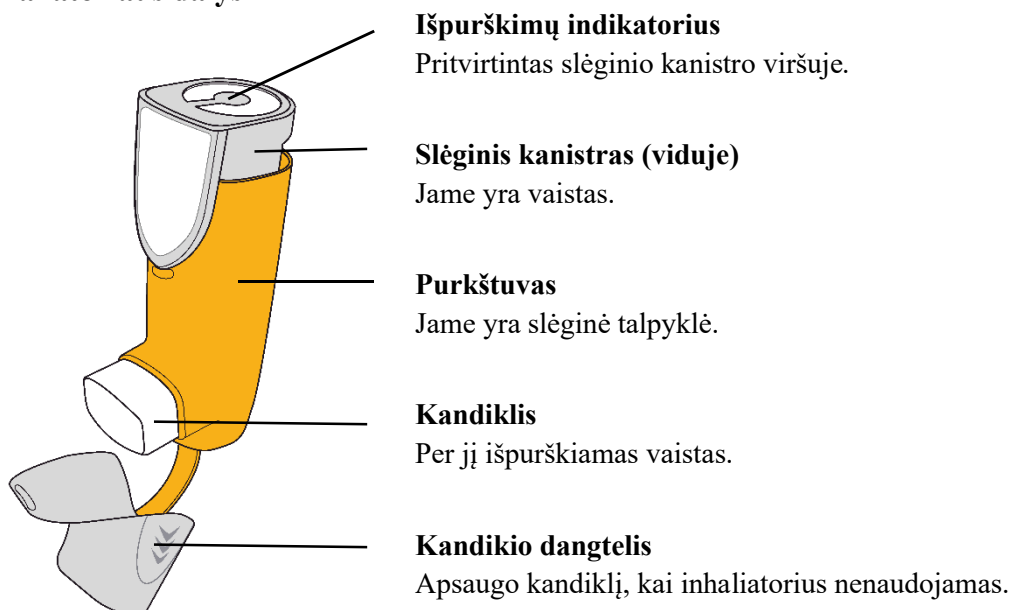 Išpurškimų indikatorius
Pritvirtintas slėginio kanistro viršuje.
Slėginis kanistras (viduje)
Jame yra vaistas.
Purkštuvas
Jame yra slėginė talpyklė.
Kandiklis
Per jį išpurškiamas vaistas.
Kandikio dangtelis
Apsaugo kandiklį, kai inhaliatorius nenaudojamas.